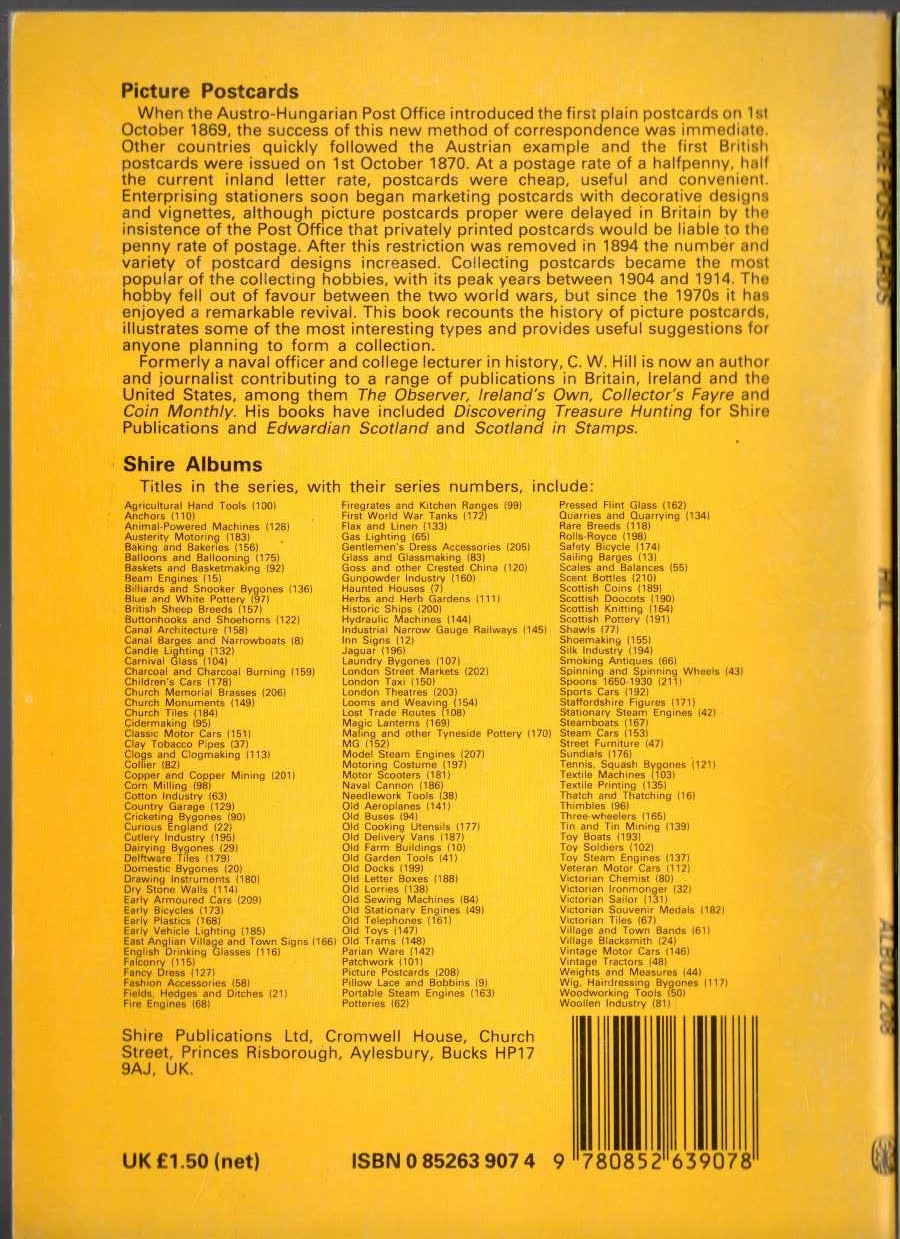 Picture Postcards
When the Austro-Hungarian Post Office introduced the first plain postcards on 1st
October 1869, the success of this new method of correspondence was immediate.
Other countries quickly followed the Austrian example and the first British
postcards were issued on 1st October 1870. At a postage rate of a halfpenny, half
the current inland letter rate, postcards were cheap, useful and convenient.
Enterprising stationers soon began marketing postcards with decorative designs
and vignettes, although picture postcards proper were delayed in Britain by the
insistence of the Post Office that privately printed postcards would be liable to the
penny rate of postage. After this restriction was removed in 1894 the number and
variety of postcard designs increased. Collecting postcards became the most
popular of the collecting hobbies, with its peak years between 1904 and 1914. The
hobby fell out of favour between the two world wars, but since the 1970s it has
enjoyed a remarkable revival. This book recounts the history of picture postcards,
illustrates some of the most interesting types and provides useful suggestions for
anyone planning to form a collection.
Formerly a naval officer and college lecturer in history, C. W. Hill is now an author
and journalist contributing to a range of publications in Britain, Ireland and the
United States, among them The Observer, Ireland's Own, Collector's Fayre and
Coin Monthly. His books have included Discovering Treasure Hunting for Shire
Publications and Edwardian Scotland and Scotland in Stamps.
Shire Albums
Titles in the series, with their series numbers, include:
Agricultural Hand Tools (100)
Anchors (110)
Animal-Powered Machines (128)
Austerity Motoring (183)
Baking and Bakeries (156)
Balloons and Ballooning (175)
Baskets and Basketmaking (92)
Beam Engines (15)
Billiards and Snooker Bygones (136)
Blue and White Pottery (97)
British Sheep Breeds (157)
Buttonhooks and Shoehorns (122)
Canal Architecture (158)
Canal Barges and Narrowboats (8)
Candle Lighting (132)
Carnival Glass (104)
Charcoal and Charcoal Burning (159)
Children's Cars (178)
Church Memorial Brasses (206)
Church Monuments (149)
Church Tiles (184)
Cidermaking (95)
Classic Motor Cars (151)
Clay Tobacco Pipes (37)
Clogs and Clogmaking (113)
Collier (82)
Copper and Copper Mining (201)
Corn Milling (98)
Cotton Industry (63)
Country Garage (129)
Cricketing Bygones (90)
Curious England (22)
Cutlery Industry (195)
Dairying Bygones (29)
Delftware Tiles (179)
Domestic Bygones (20)
Drawing Instruments (180)
Dry Stone Walls (114)
Early Armoured Cars (209)
Early Bicycles (173)
Early Plastics (168)
Early Vehicle Lighting (185)
East Anglian Village and Town Signs (166)
English Drinking Glasses (116)
Falconry (115)
Fancy Dress (127)
Fashion Accessories (58)
Fields, Hedges and Ditches (21)
Fire Engines (68)
Firegrates and Kitchen Ranges (99)
First World War Tanks (172)
Flax and Linen (133)
Gas Lighting (65)
Gentlemen's Dress Accessories (205)
Glass and Glassmaking (83)
Goss and other Crested China (120)
Gunpowder Industry (160)
Haunted Houses (7)
Herbs and Herb Gardens (111)
Historic Ships (200)
Hydraulic Machines (144)
Industrial Narrow Gauge Railways (145)
Inn Signs (12)
Jaguar (196)
Laundry Bygones (107)
London Street Markets (202)
London Taxi (150)
London Theatres (203)
Looms and Weaving (154)
Lost Trade Routes (108)
Magic Lanterns (169)
Maling and other Tyneside Pottery (170)
MG (152)
Model Steam Engines (207)
Motoring Costume (197)
Motor Scooters (181)
Naval Cannon (186)
Needlework Tools (38)
Old Aeroplanes (141)
Old Buses (94)
Old Cooking Utensils (177)
Old Delivery Vans (187)
Old Farm Buildings (10)
Old Garden Tools (41)
Old Docks (199)
Old Letter Boxes (188)
Old Lorries (138)
Old Sewing Machines (84)
Old Stationary Engines (49)
Old Telephones (161)
Old Toys (147)
Old Trams (148)
Parian Ware (142)
Patchwork (101)
Picture Postcards (208)
Pillow Lace and Bobbins (9)
Portable Steam Engines (163)
Potteries (62)
Pressed Flint Glass (162)
Quarries and Quarrying (134)
Rare Breeds (118)
Rolls-Royce (198)
Safety Bicycle (174)
Sailing Barges (13)
Scales and Balances (55)
Scent Bottles (210)
Scottish Coins (189)
Scottish Doocots (190)
Scottish Knitting (164)
Scottish Pottery (191)
Shawls (77)
Shoemaking (155)
Silk Industry (194)
Smoking Antiques (66)
Spinning and Spinning Wheels (43)
Spoons 1650-1930 (211)
Sports Cars (192)
Staffordshire Figures (171)
Stationary Steam Engines (42)
Steamboats (167)
Steam Cars (153)
Street Furniture (47)
Sundials (176)
Tennis, Squash Bygones (121)
Textile Machines (103)
Textile Printing (135)
Thatch and Thatching (16)
Thimbles (96)
Three-wheelers (165)
Tin and Tin Mining (139)
Toy Boats (193)
Toy Soldiers (102)
Toy Steam Engines (137)
Veteran Motor Cars (112)
Victorian Chemist (80)
Victorian Ironmonger (32)
Victorian Sailor (131)
Victorian Souvenir Medals (182)
Victorian Tiles (67)
Village and Town Bands (61)
Village Blacksmith (24)
Vintage Motor Cars (146)
Vintage Tractors (48)
Weights and Measures (44)
Wig, Hairdressing Bygones (117)
Woodworking Tools (50)
Woollen Industry (81)
Shire Publications Ltd, Cromwell House, Church
Street, Princes Risborough, Aylesbury, Bucks HP17
9AJ, UK.
UK £1.50 (net)
ISBN 0 85263 907 4
9 780852 639078
PICTURE POSTCARDS
HILL
ALBUM 208